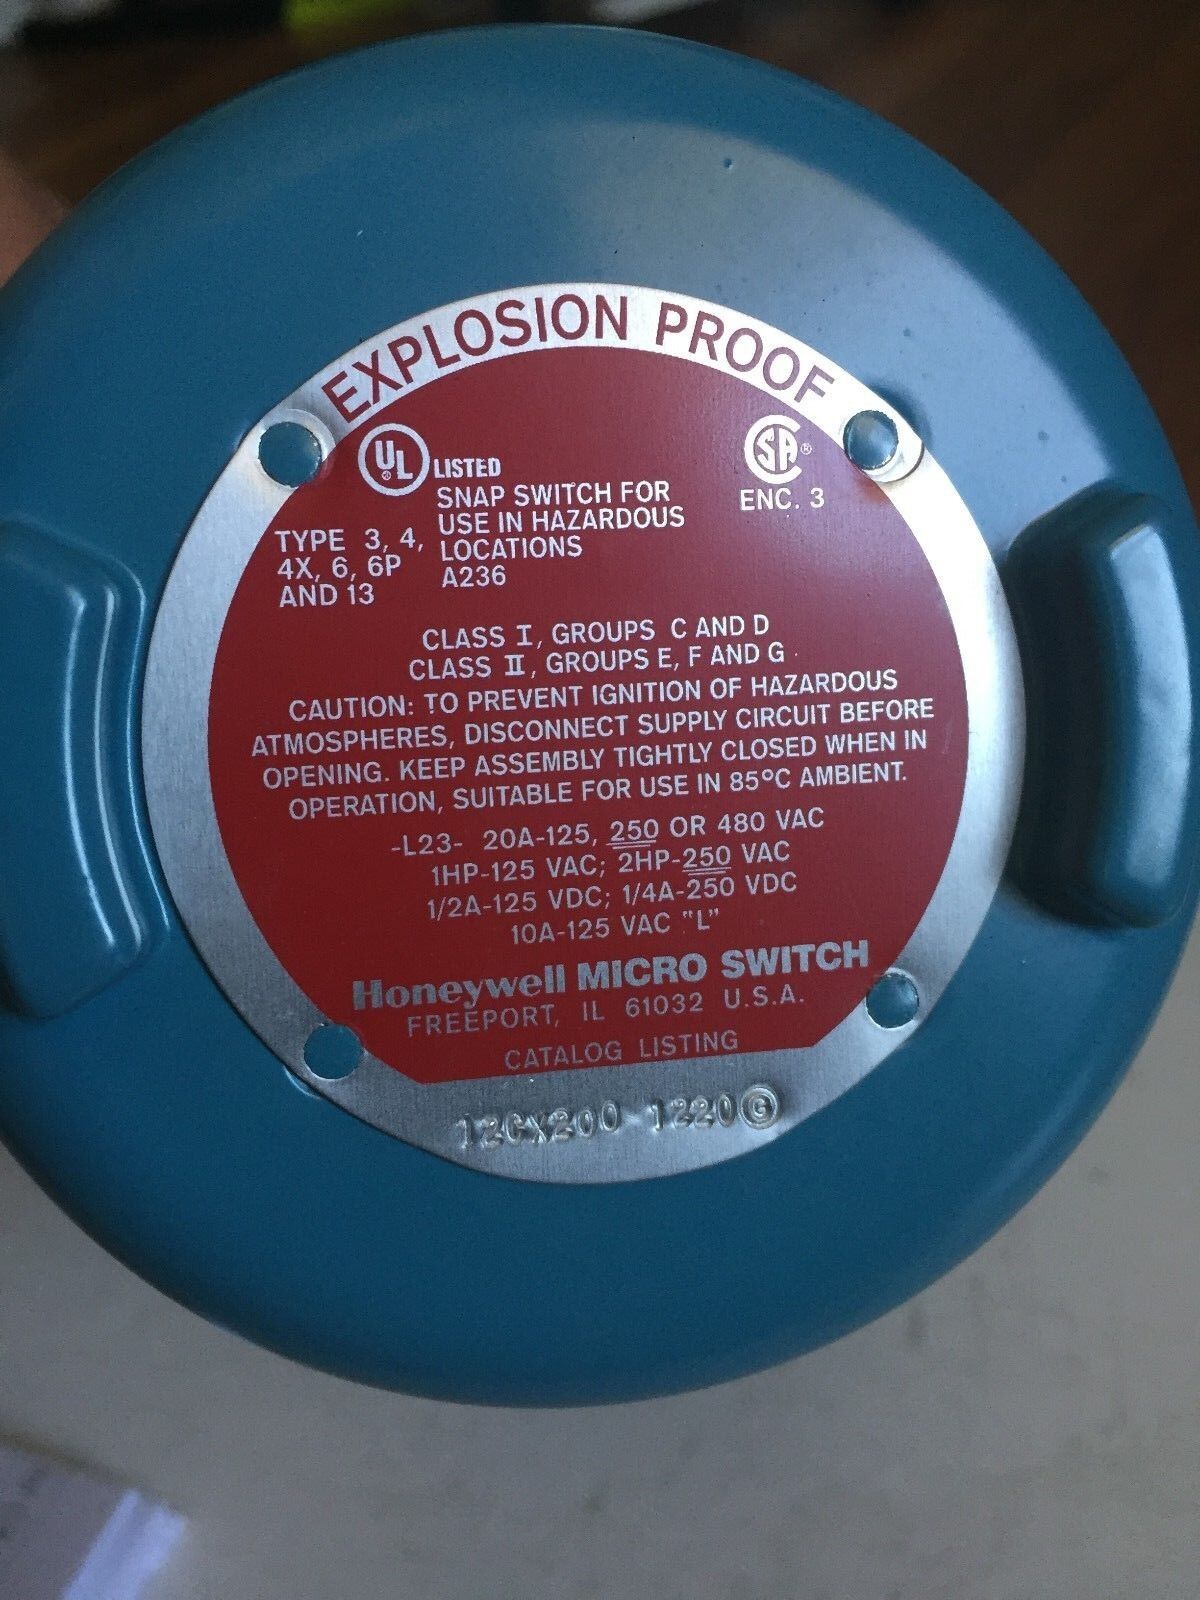 EXPLOSION PROOF
UL LISTED
SNAP SWITCH FOR
USE IN HAZARDOUS
LOCATIONS
A236
TYPE 3, 4,
4X, 6, 6P
AND 13
SA ®
ENC. 3
CLASS I, GROUPS C AND D
CLASS II, GROUPS E, F AND G
CAUTION: TO PREVENT IGNITION OF HAZARDOUS
ATMOSPHERES, DISCONNECT SUPPLY CIRCUIT BEFORE
OPENING. KEEP ASSEMBLY TIGHTLY CLOSED WHEN IN
OPERATION, SUITABLE FOR USE IN 85°C AMBIENT.
-L23- 20A-125, 250 OR 480 VAC
1HP-125 VAC; 2HP-250 VAC
1/2A-125 VDC; 1/4A-250 VDC
10A-125 VAC "L"
Honeywell MICRO SWITCH
FREEPORT, IL 61032 U.S.A.
CATALOG LISTING
12CX200 1220 G